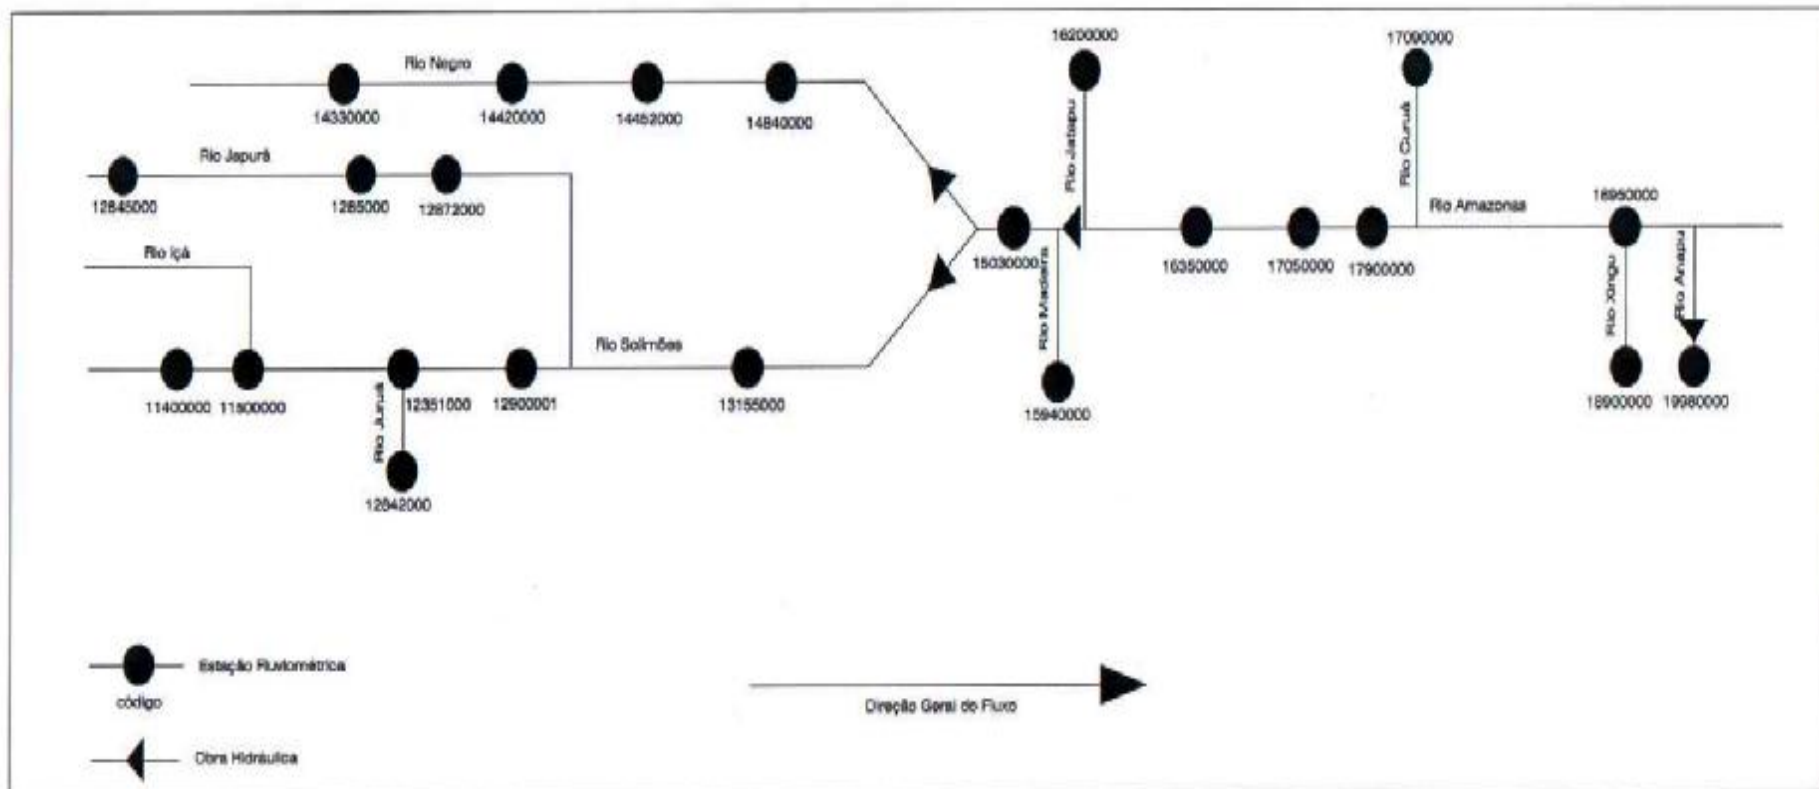 16200000
17090000
Rio Negro
14330000
14420000
14452000
14840000
Rio Jatapu
Rio Curuá
Rio Japurá
12845000
1285000
12872000
Rio Içá
15030000
Rio Madeira
16350000
17050000
17900000
Rio Amazonas
18950000
Rio Xingu
Rio Anapu
Rio Solimões
11400000
11500000
Rio Juruá
12351000
12900001
13155000
15940000
18900000
19980000
12842000
Estação Fluviométrica
código
Direção Geral do Fluxo
Obra Hidráulica